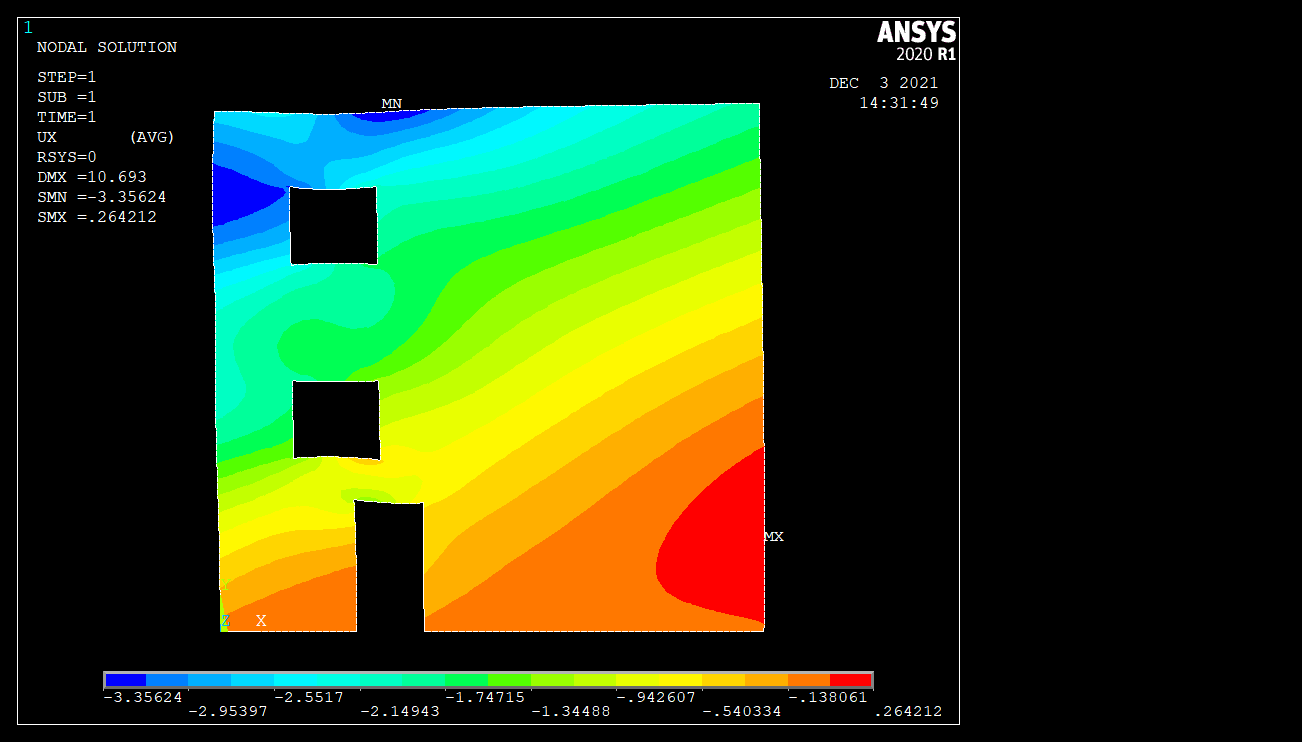 1
ANSYS
2020 R1
NODAL SOLUTION
STEP=1
SUB =1
TIME=1
UX (AVG)
RSYS=0
DMX =10.693
SMN =-3.35624
SMX =.264212
DEC 3 2021
14:31:49
MN
MX
Z X
-3.35624 -2.5517 -1.74715 -.942607 -.138061
-2.95397 -2.14943 -1.34488 -.540334 .264212